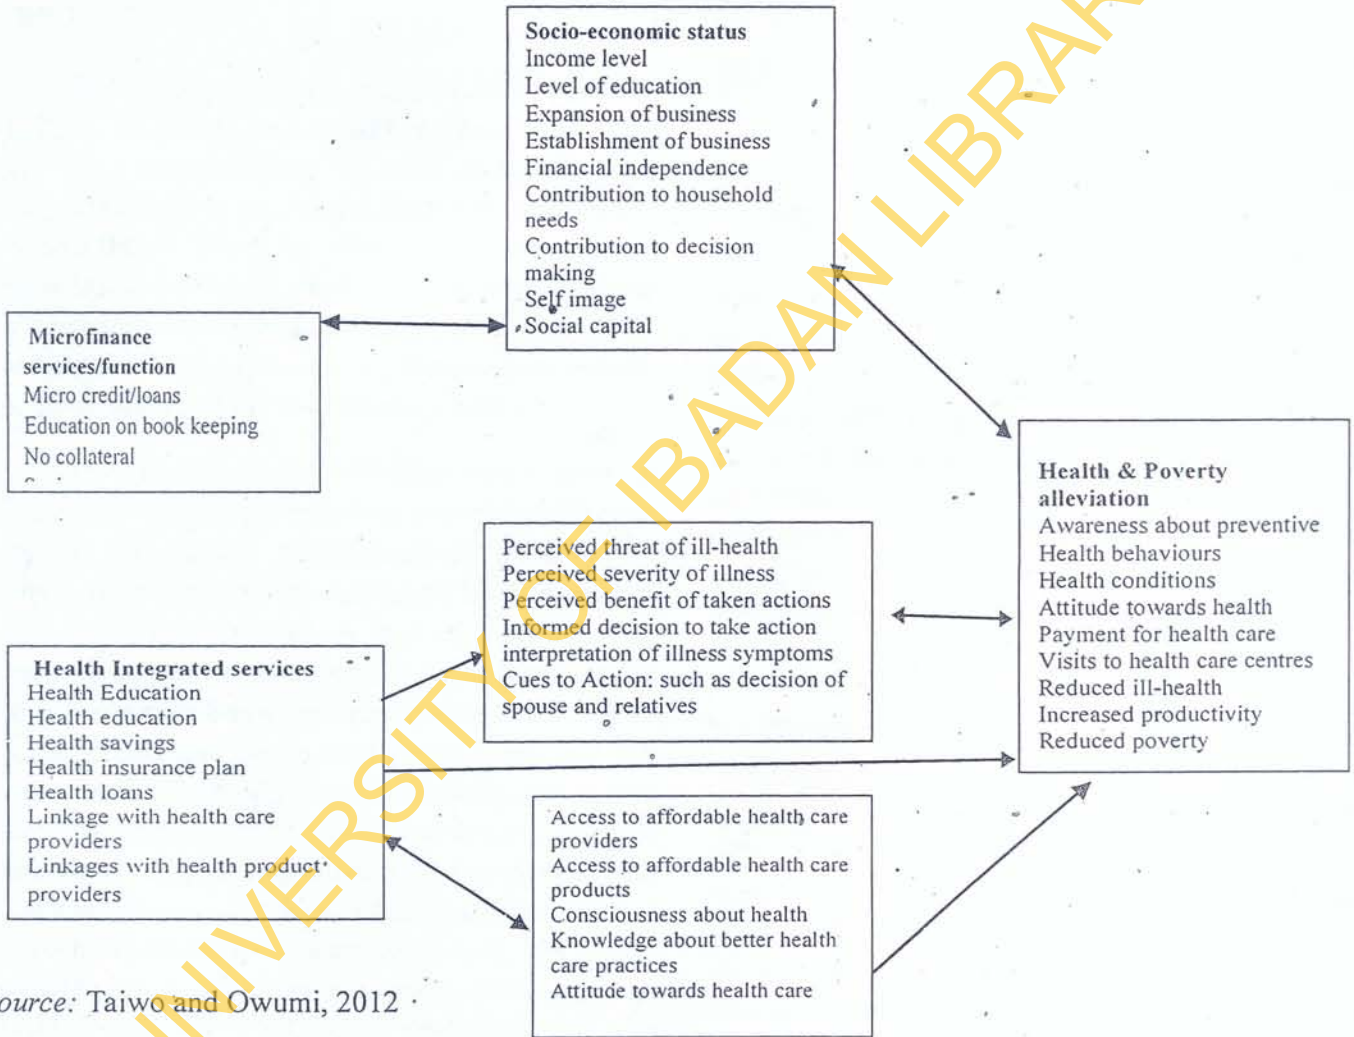 Socio-economic status
Income level
Level of education
Expansion of business
Establishment of business
Financial independence
Contribution to household
needs
Contribution to decision
making
Self image
Social capital
Microfinance
services/function
Micro credit/loans
Education on book keeping
No collateral
Health & Poverty
alleviation
Awareness about preventive
Health behaviours
Health conditions
Attitude towards health
Payment for health care
Visits to health care centres
Reduced ill-health
Increased productivity
Reduced poverty
Perceived threat of ill-health
Perceived severity of illness
Perceived benefit of taken actions
Informed decision to take action
interpretation of illness symptoms
Cues to Action: such as decision of
spouse and relatives
Health Integrated services
Health Education
Health education
Health savings
Health insurance plan
Health loans
Linkage with health care
providers
Linkages with health product
providers
Access to affordable health care
providers
Access to affordable health care
products
Consciousness about health
Knowledge about better health
care practices
Attitude towards health care
ource: Taiwo and Owumi, 2012
UNIVERSITY OF IBADAN LIBRAR